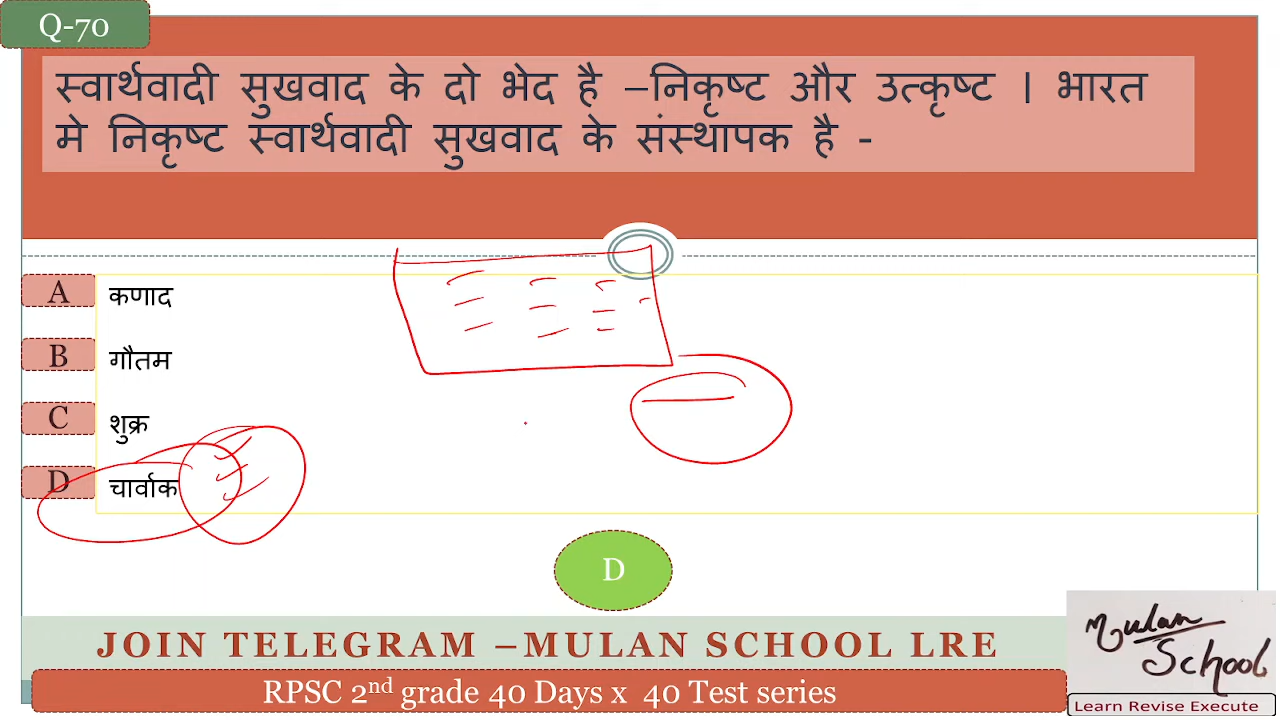 Q-70
स्वार्थवादी सुखवाद के दो भेद है –निकृष्ट और उत्कृष्ट । भारत
मे निकृष्ट स्वार्थवादी सुखवाद के संस्थापक है -
A कणाद
B गौतम
C शुक्र
D चार्वाक
D
JOIN TELEGRAM –MULAN SCHOOL LRE
RPSC 2nd grade 40 Days x 40 Test series
Mulan
School
Learn Revise Execute